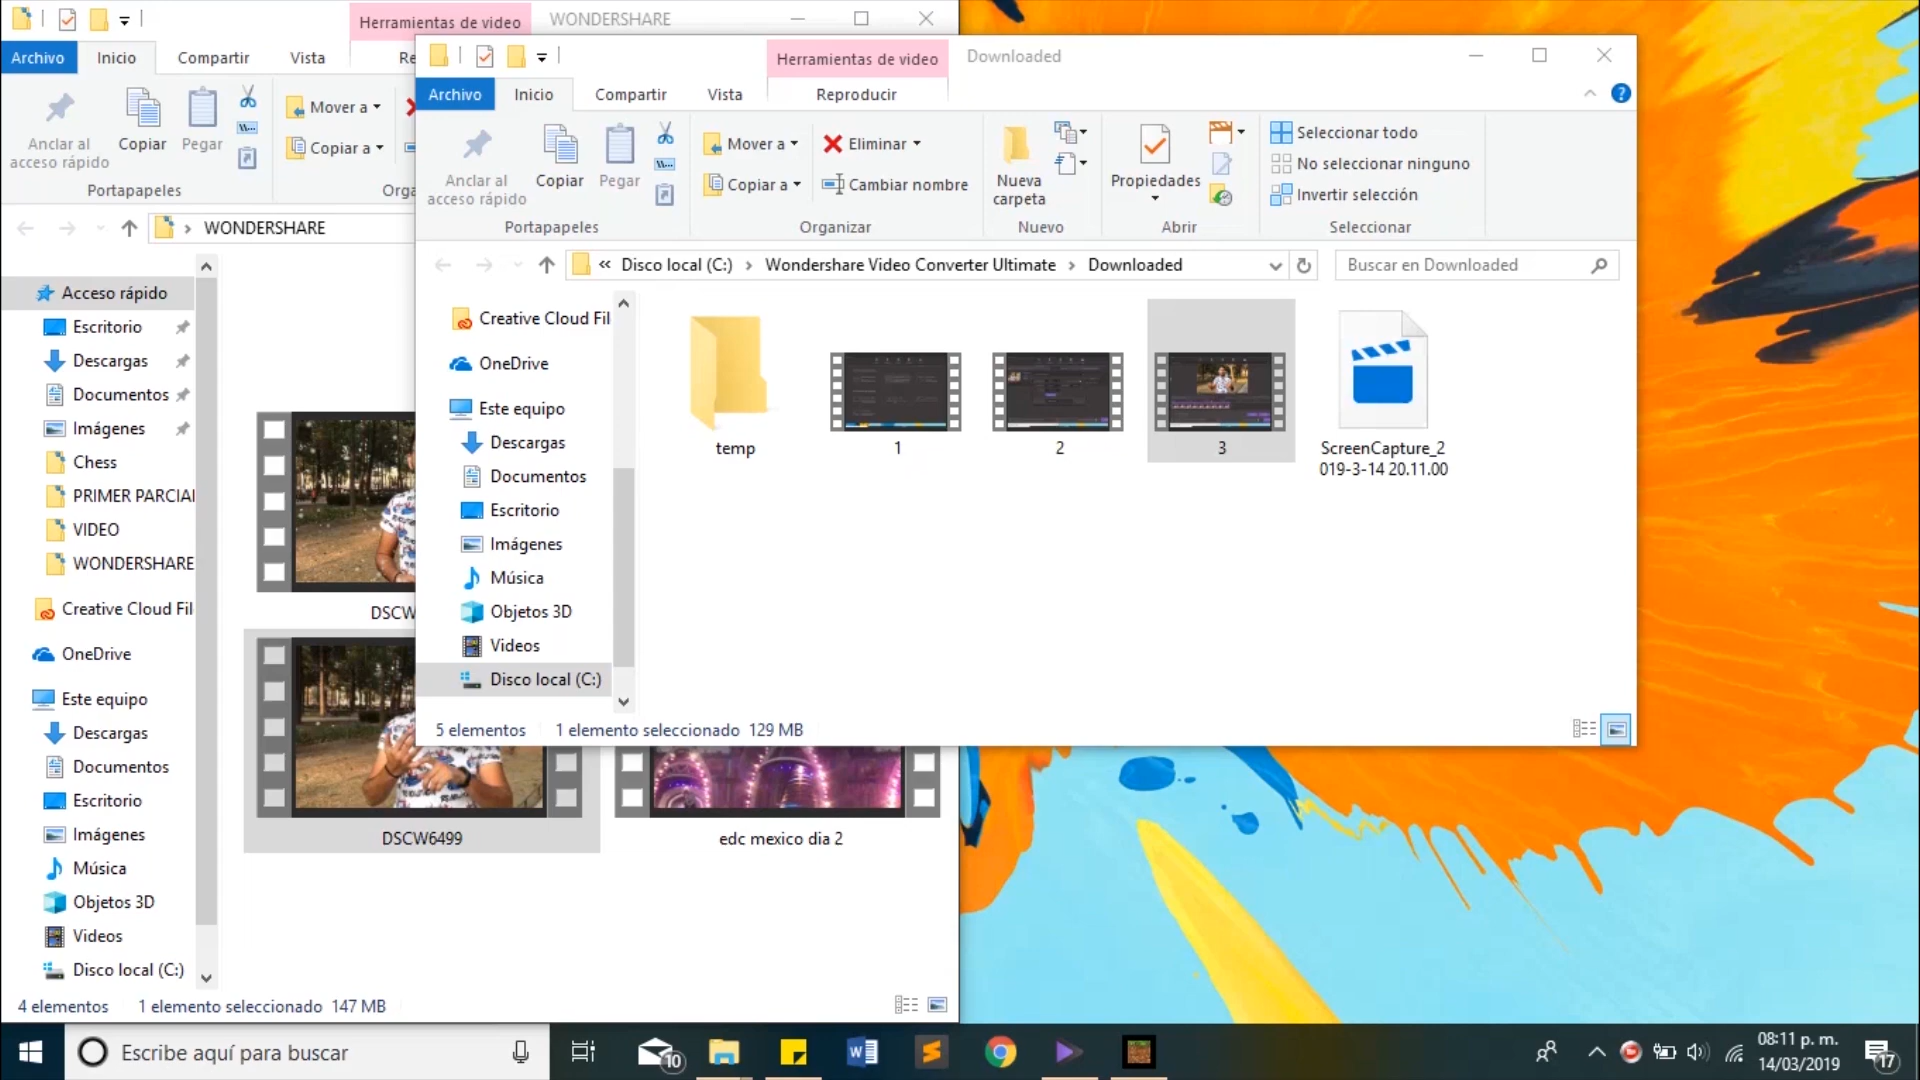 Herramientas de video
WONDERSHARE
Archivo
Inicio
Compartir
Vista
Re
Anclar al
acceso rápido
Copiar
Pegar
Mover a
Copiar a
Portapapeles
Orga
WONDERSHARE
Acceso rápido
Escritorio
Descargas
Documentos
Imágenes
Chess
PRIMER PARCIAL
VIDEO
WONDERSHARE
Creative Cloud Fil
OneDrive
Este equipo
Descargas
Documentos
Escritorio
Imágenes
Música
Objetos 3D
Videos
Disco local (C:)
DSCW
DSCW6499
edc mexico dia 2
4 elementos
1 elemento seleccionado 147 MB
Herramientas de video
Downloaded
Archivo
Inicio
Compartir
Vista
Reproducir
Anclar al
acceso rápido
Copiar
Pegar
Mover a
Copiar a
Eliminar
Cambiar nombre
Nueva
carpeta
Propiedades
Seleccionar todo
No seleccionar ninguno
Invertir selección
Portapapeles
Organizar
Nuevo
Abrir
Seleccionar
« Disco local (C:) › Wondershare Video Converter Ultimate › Downloaded
Buscar en Downloaded
Creative Cloud Fil
OneDrive
Este equipo
Descargas
Documentos
Escritorio
Imágenes
Música
Objetos 3D
Videos
Disco local (C:)
temp
1
2
3
ScreenCapture_2
019-3-14 20.11.00
5 elementos
1 elemento seleccionado 129 MB
Escribe aquí para buscar
10
08:11 p. m.
14/03/2019
17